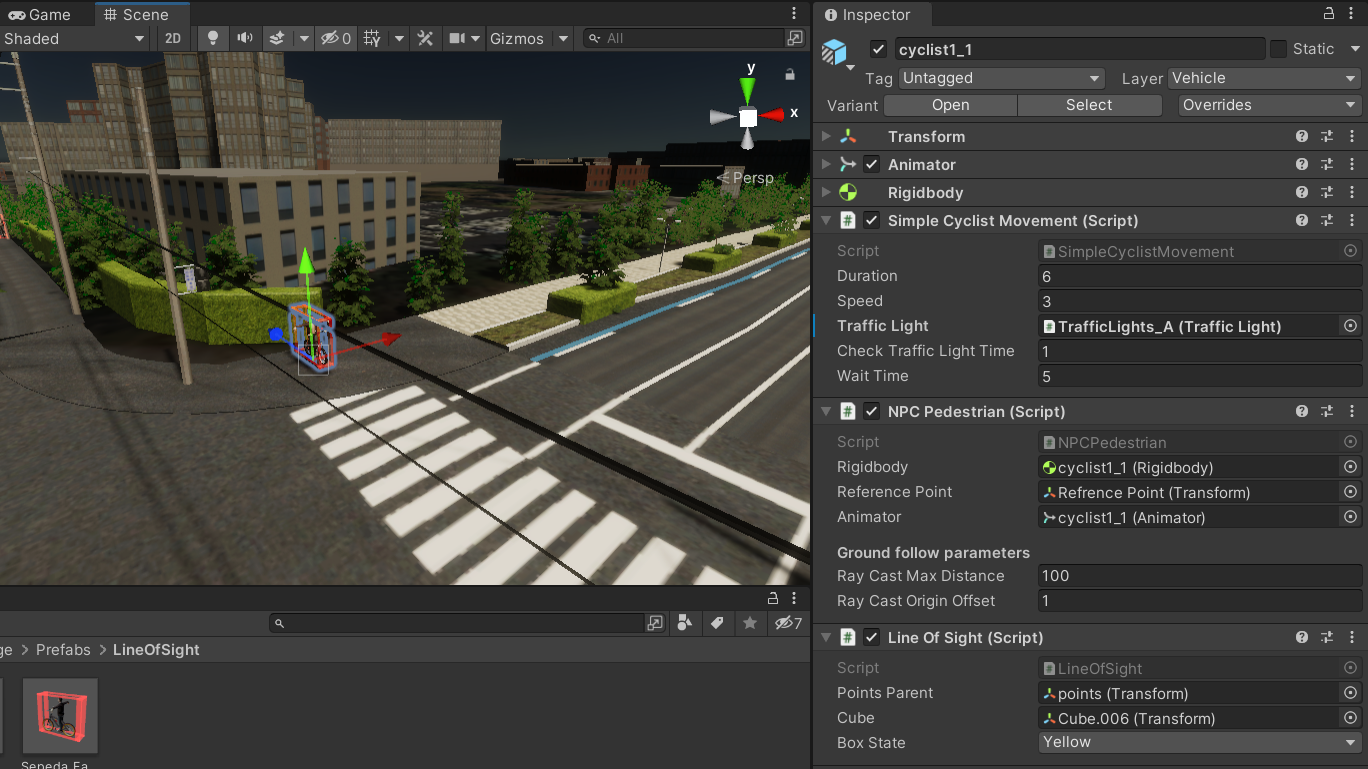 Game
Scene
Shaded
2D
0
Gizmos
All
y
x
Persp
7
ge > Prefabs > LineOfSight
Sepeda_Ea
Inspector
cyclist1_1
Static
Tag Untagged
Layer Vehicle
Variant Open Select Overrides
Transform
Animator
Rigidbody
Simple Cyclist Movement (Script)
Script SimpleCyclistMovement
Duration 6
Speed 3
Traffic Light TrafficLights_A (Traffic Light)
Check Traffic Light Time 1
Wait Time 5
NPC Pedestrian (Script)
Script NPCPedestrian
Rigidbody cyclist1_1 (Rigidbody)
Reference Point Refrence Point (Transform)
Animator cyclist1_1 (Animator)
Ground follow parameters
Ray Cast Max Distance 100
Ray Cast Origin Offset 1
Line Of Sight (Script)
Script LineOfSight
Points Parent points (Transform)
Cube Cube.006 (Transform)
Box State Yellow